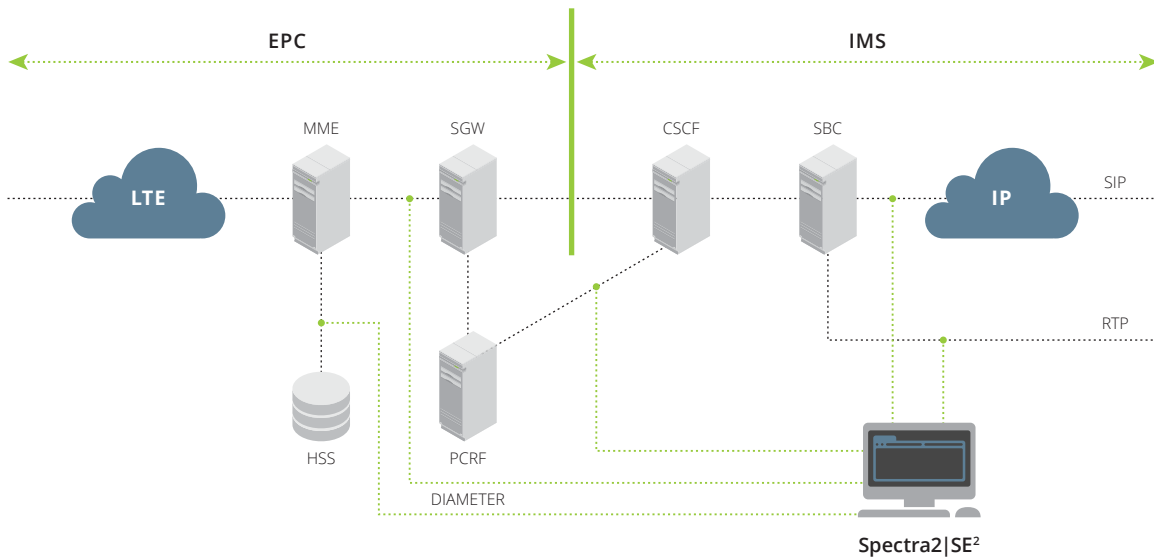 EPC
IMS
MME
SGW
CSCF
SBC
LTE
IP
SIP
RTP
HSS
PCRF
DIAMETER
Spectra2|SE²